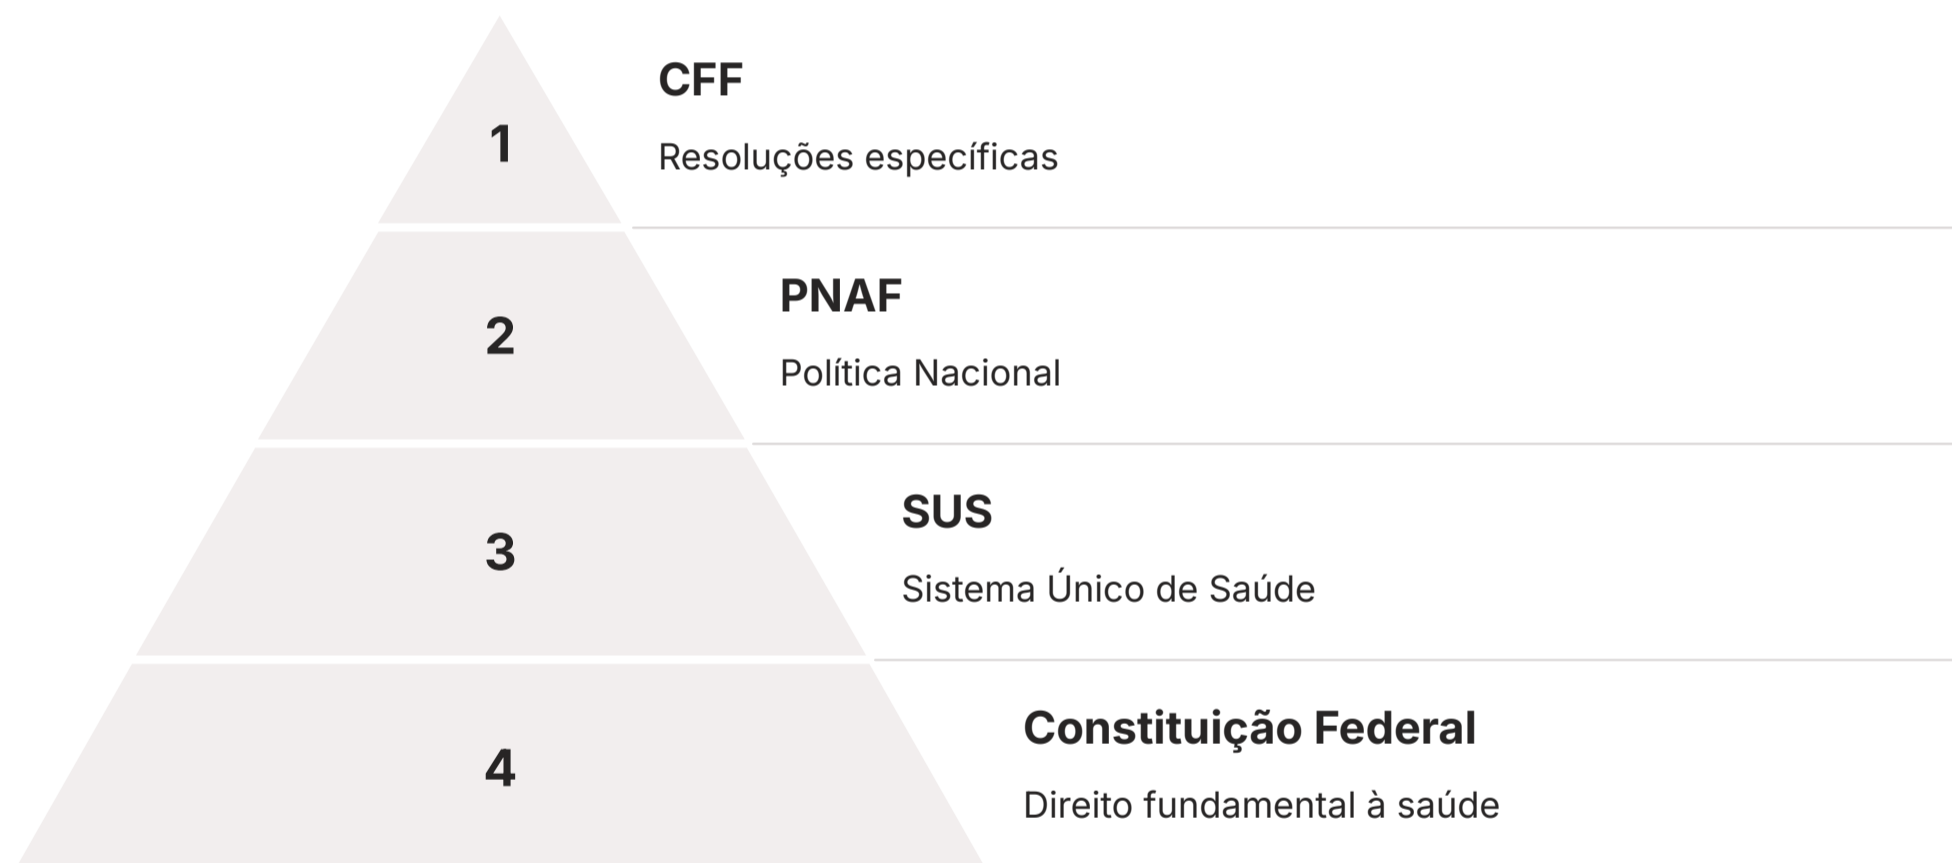 1
CFF
Resoluções específicas
2
PNAF
Política Nacional
3
SUS
Sistema Único de Saúde
4
Constituição Federal
Direito fundamental à saúde